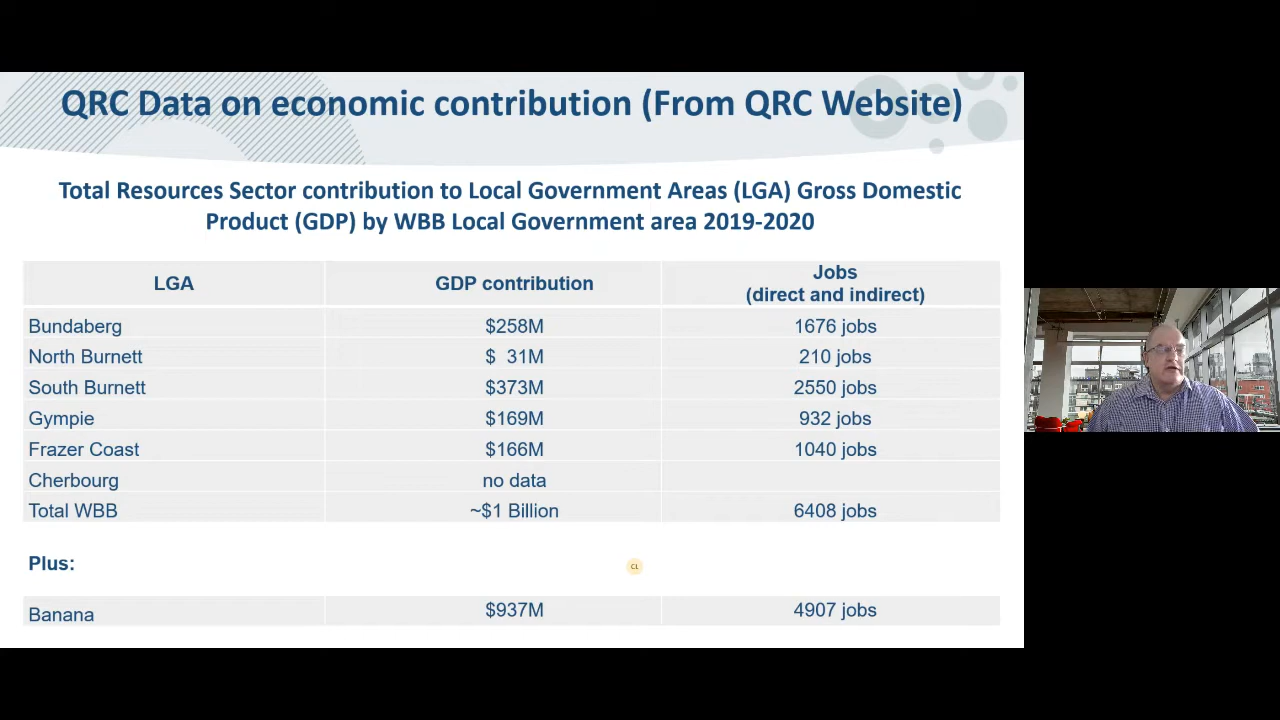 QRC Data on economic contribution (From QRC Website)
Total Resources Sector contribution to Local Government Areas (LGA) Gross Domestic
Product (GDP) by WBB Local Government area 2019-2020
LGA GDP contribution Jobs
(direct and indirect)
Bundaberg $258M 1676 jobs
North Burnett $ 31M 210 jobs
South Burnett $373M 2550 jobs
Gympie $169M 932 jobs
Frazer Coast $166M 1040 jobs
Cherbourg no data
Total WBB ~$1 Billion 6408 jobs
Plus:
CL
Banana $937M 4907 jobs